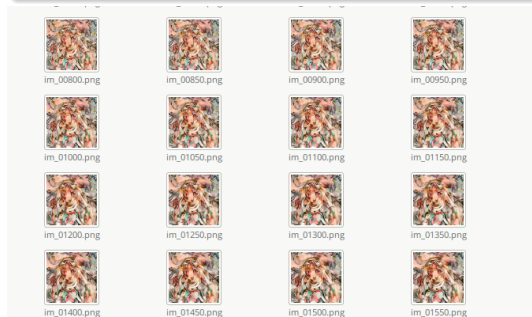 im_00800.png im_00850.png im_00900.png im_00950.png
im_01000.png im_01050.png im_01100.png im_01150.png
im_01200.png im_01250.png im_01300.png im_01350.png
im_01400.png im_01450.png im_01500.png im_01550.png